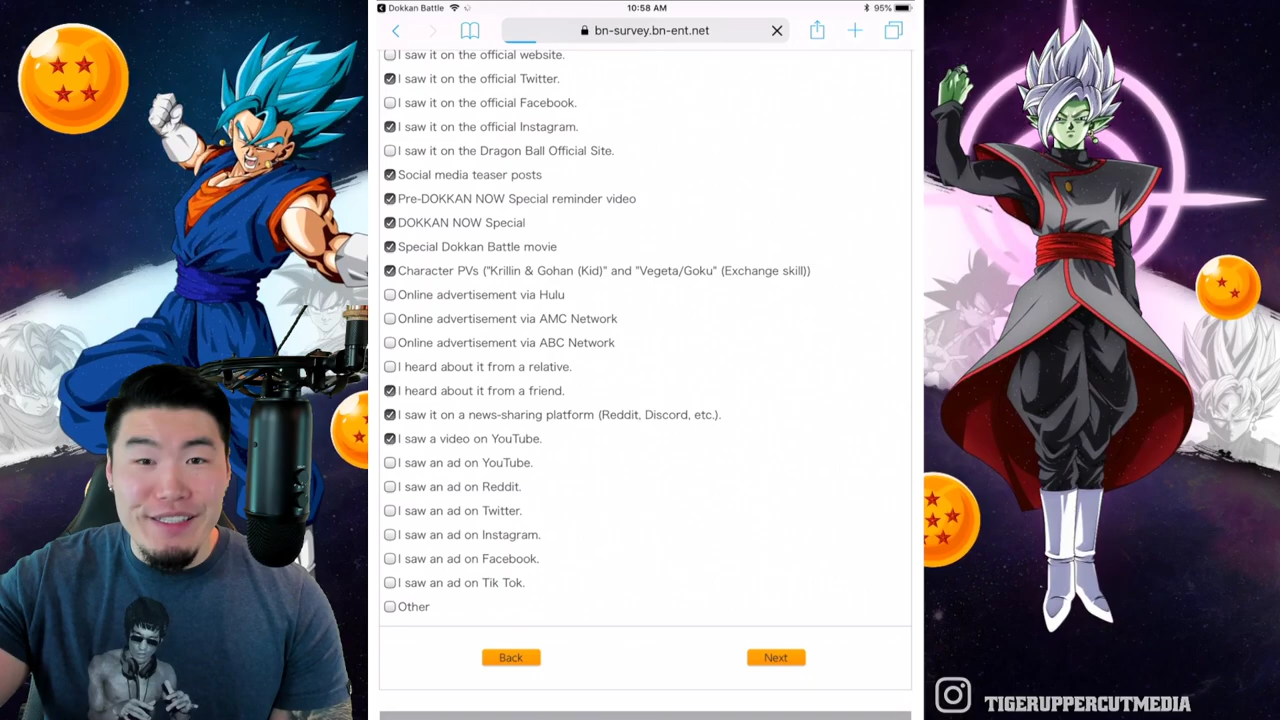 Dokkan Battle
10:58 AM
95%
bn-survey.bn-ent.net
I saw it on the official website.
I saw it on the official Twitter.
I saw it on the official Facebook.
I saw it on the official Instagram.
I saw it on the Dragon Ball Official Site.
Social media teaser posts
Pre-DOKKAN NOW Special reminder video
DOKKAN NOW Special
Special Dokkan Battle movie
Character PVs ("Krillin & Gohan (Kid)" and "Vegeta/Goku" (Exchange skill))
Online advertisement via Hulu
Online advertisement via AMC Network
Online advertisement via ABC Network
I heard about it from a relative.
I heard about it from a friend.
I saw it on a news-sharing platform (Reddit, Discord, etc.).
I saw a video on YouTube.
I saw an ad on YouTube.
I saw an ad on Reddit.
I saw an ad on Twitter.
I saw an ad on Instagram.
I saw an ad on Facebook.
I saw an ad on Tik Tok.
Other
Back
Next
TIGERUPPERCUTMEDIA